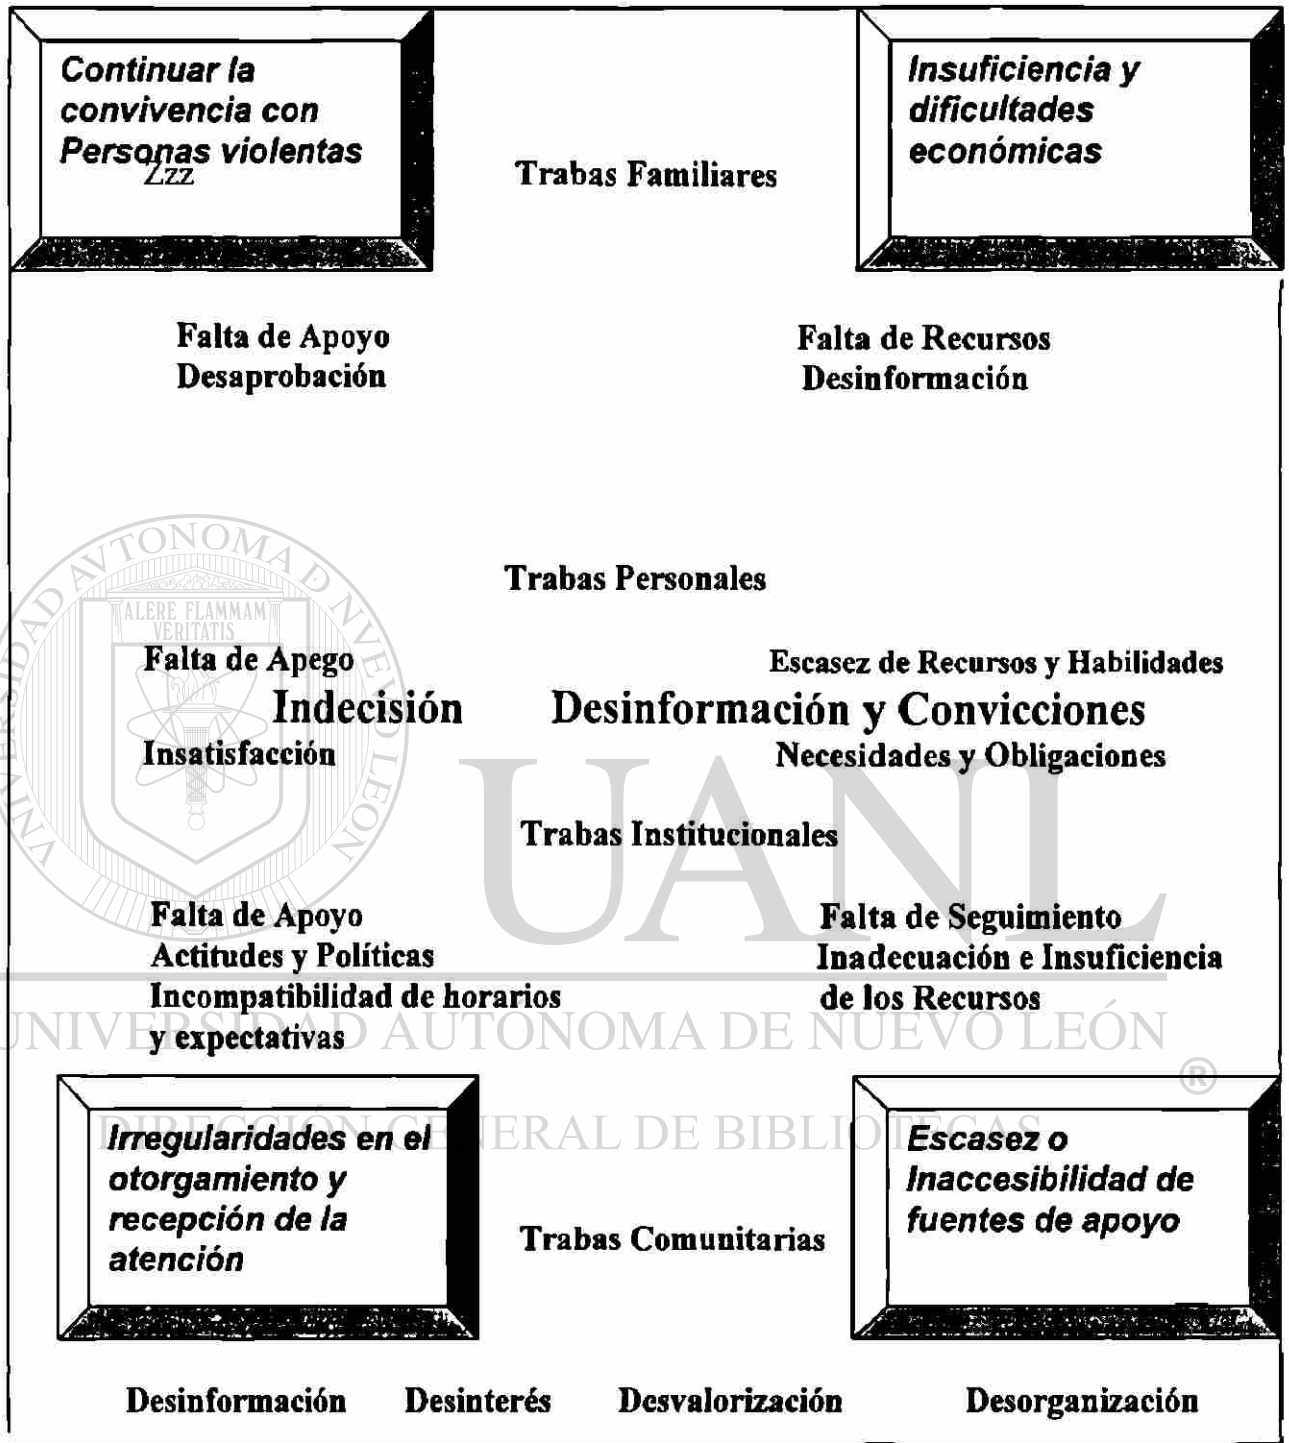 Continuar la
convivencia con
Personas violentas
Zzz
Trabas Familiares
Insuficiencia y
dificultades
económicas
Falta de Apoyo
Desaprobación
Falta de Recursos
Desinformación
Trabas Personales
ALERE FLAMMAM
VERITATIS
Falta de Apego
Escasez de Recursos y Habilidades
Indecisión
Desinformación y Convicciones
Insatisfacción
Necesidades y Obligaciones
UANL
Trabas Institucionales
Falta de Apoyo
Actitudes y Políticas
Incompatibilidad de horarios
y expectativas
Falta de Seguimiento
Inadecuación e Insuficiencia
de los Recursos
UNIVERSIDAD AUTÓNOMA DE NUEVO LEÓN
®
DIRECCIÓN GENERAL DE BIBLIOTECAS
Irregularidades en el
otorgamiento y
recepción de la
atención
Trabas Comunitarias
Escasez o
Inaccesibilidad de
fuentes de apoyo
Desinformación Desinterés Desvalorización Desorganización